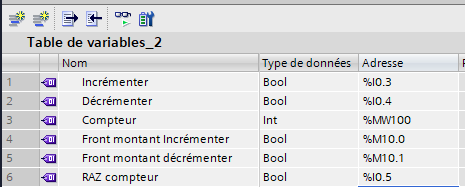 Table de variables_2
Nom Type de données Adresse
1 Incrémenter Bool %I0.3
2 Décrémenter Bool %I0.4
3 Compteur Int %MW100
4 Front montant Incrémenter Bool %M10.0
5 Front montant décrémenter Bool %M10.1
6 RAZ compteur Bool %I0.5